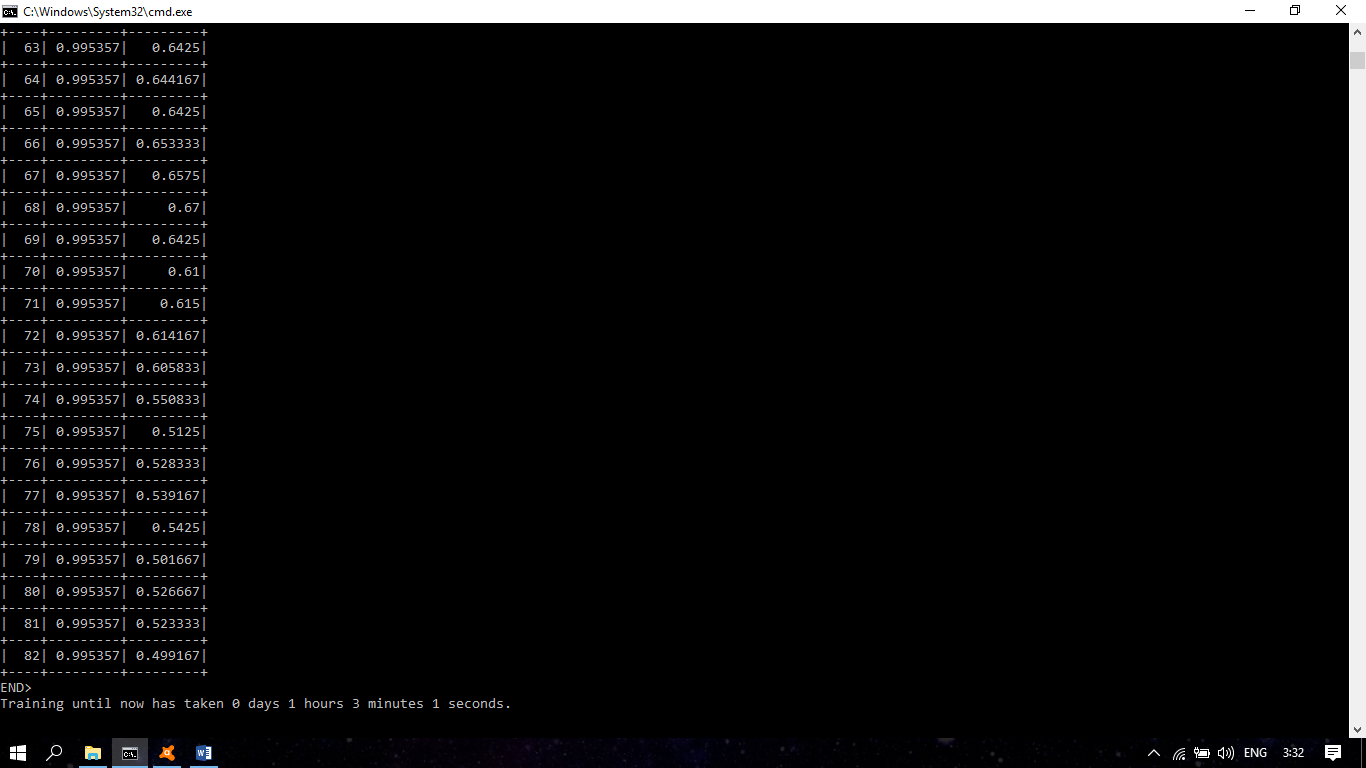 C:\Windows\System32\cmd.exe
+----+---------+---------+
|  63| 0.995357|   0.6425|
+----+---------+---------+
|  64| 0.995357| 0.644167|
+----+---------+---------+
|  65| 0.995357|   0.6425|
+----+---------+---------+
|  66| 0.995357| 0.653333|
+----+---------+---------+
|  67| 0.995357|   0.6575|
+----+---------+---------+
|  68| 0.995357|     0.67|
+----+---------+---------+
|  69| 0.995357|   0.6425|
+----+---------+---------+
|  70| 0.995357|     0.61|
+----+---------+---------+
|  71| 0.995357|    0.615|
+----+---------+---------+
|  72| 0.995357| 0.614167|
+----+---------+---------+
|  73| 0.995357| 0.605833|
+----+---------+---------+
|  74| 0.995357| 0.550833|
+----+---------+---------+
|  75| 0.995357|   0.5125|
+----+---------+---------+
|  76| 0.995357| 0.528333|
+----+---------+---------+
|  77| 0.995357| 0.539167|
+----+---------+---------+
|  78| 0.995357|   0.5425|
+----+---------+---------+
|  79| 0.995357| 0.501667|
+----+---------+---------+
|  80| 0.995357| 0.526667|
+----+---------+---------+
|  81| 0.995357| 0.523333|
+----+---------+---------+
|  82| 0.995357| 0.499167|
+----+---------+---------+
END>
Training until now has taken 0 days 1 hours 3 minutes 1 seconds.
ENG 3:32